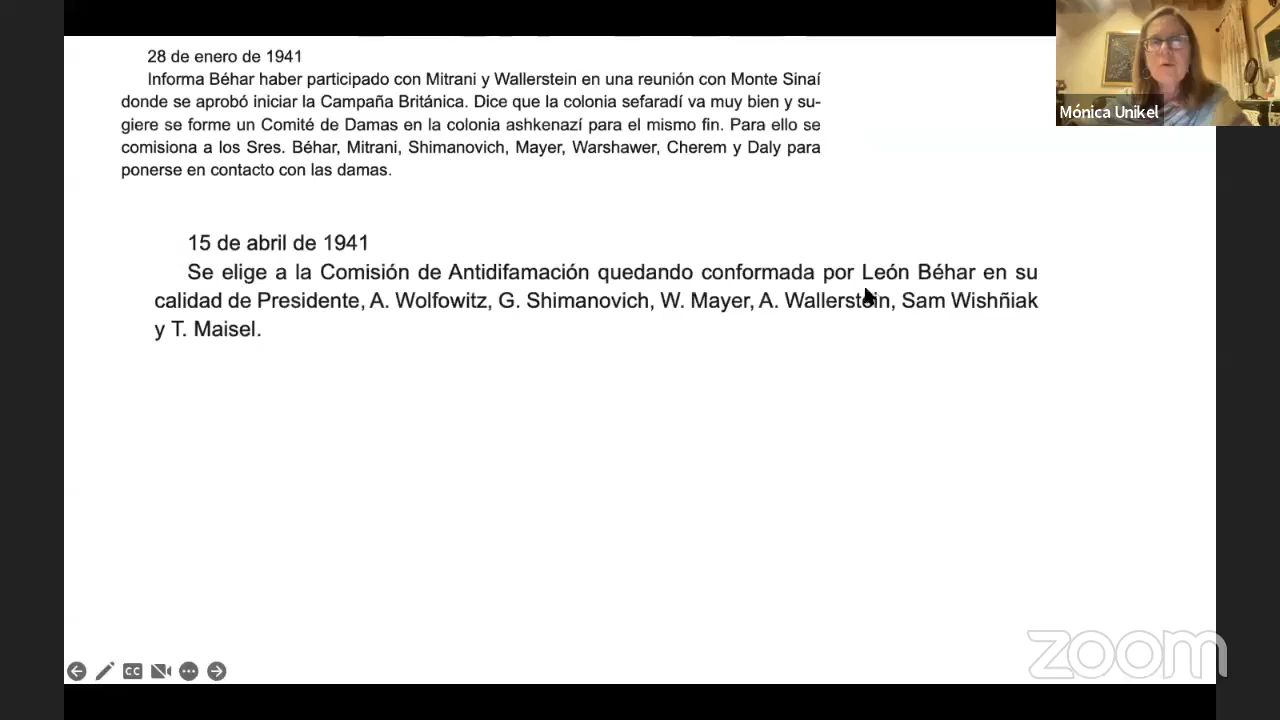 28 de enero de 1941
Informa Béhar haber participado con Mitrani y Wallerstein en una reunión con Monte Sinaí
donde se aprobó iniciar la Campaña Británica. Dice que la colonia sefaradí va muy bien y su-
giere se forme un Comité de Damas en la colonia ashkenazí para el mismo fin. Para ello se
comisiona a los Sres. Béhar, Mitrani, Shimanovich, Mayer, Warshawer, Cherem y Daly para
ponerse en contacto con las damas.
15 de abril de 1941
Se elige a la Comisión de Antidifamación quedando conformada por León Béhar en su
calidad de Presidente, A. Wolfowitz, G. Shimanovich, W. Mayer, A. Wallerstein, Sam Wishñiak
y T. Maisel.
Mónica Unikel
CC
zoom